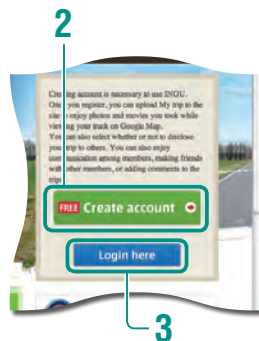 2
Creating account is necessary to use INOU.
Once you register, you can upload My trip to the
site to enjoy photos and movies you took while
viewing your track on Google Map.
You can also select whether or not to disclose
your trip to others. You can also enjoy
communication among members, making friends
with other members, or adding comments to the
trips.
FREE Create account
Login here
3